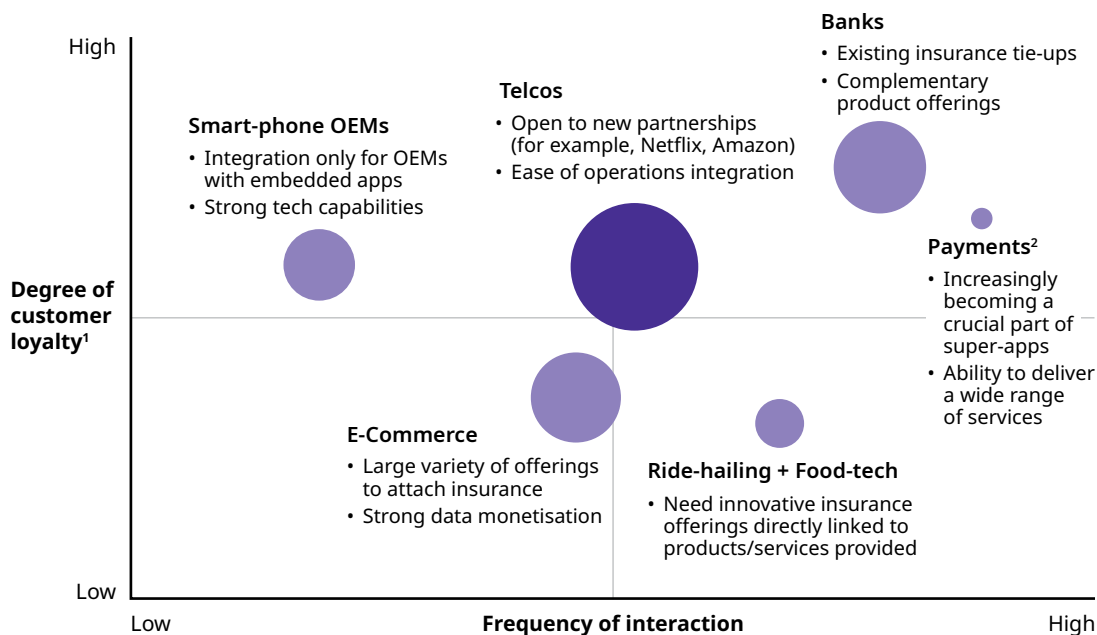 High
Degree of
customer
loyalty¹
Low
Smart-phone OEMs
• Integration only for OEMs
with embedded apps
• Strong tech capabilities
Telcos
• Open to new partnerships
(for example, Netflix, Amazon)
• Ease of operations integration
Banks
• Existing insurance tie-ups
• Complementary
product offerings
Payments²
• Increasingly
becoming a
crucial part of
super-apps
• Ability to deliver
a wide range
of services
E-Commerce
• Large variety of offerings
to attach insurance
• Strong data monetisation
Ride-hailing + Food-tech
• Need innovative insurance
offerings directly linked to
products/services provided
Low
Frequency of interaction
High